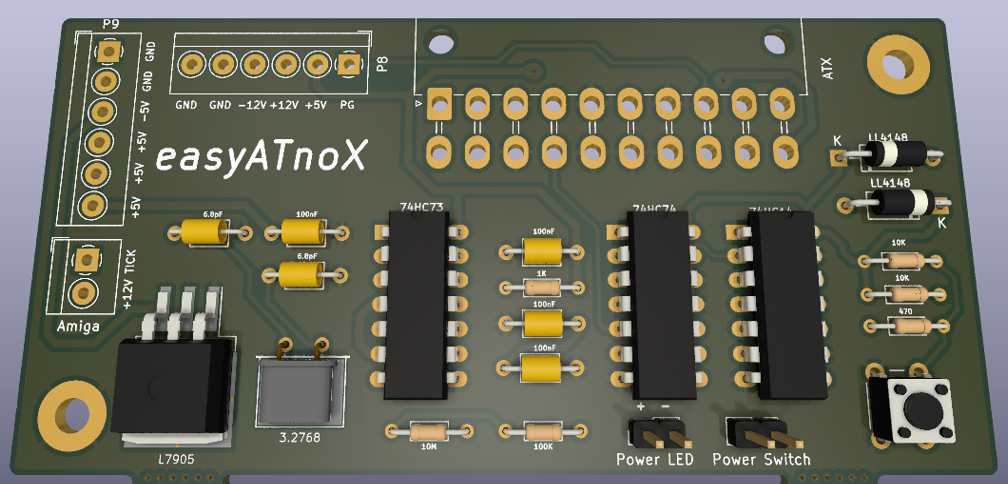 P9
GND
GND
-5V
+5V
+5V
+5V
P8
GND GND -12V +12V +5V PG
ATX
easyATnoX
K
LL4148
LL4148
K
6.8pF
100nF
6.8pF
74HC73
100nF
1K
100nF
100nF
74HC74
10K
10K
470
TICK
+12V
Amiga
L7905
3.2768
10M
100K
+ -
Power LED
Power Switch